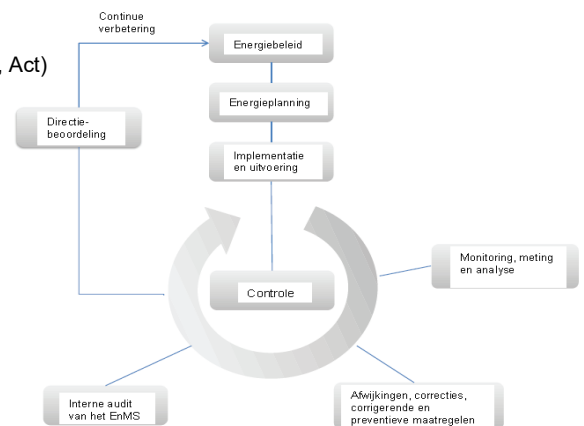 Continue
verbetering
, Act)
Energiebeleid
Energieplanning
Directie-
beoordeling
Implementatie
en uitvoering
Monitoring, meting
en analyse
Controle
Interne audit
van het EnMS
Afwijkingen, correcties,
corrigerende en
preventieve maatregelen